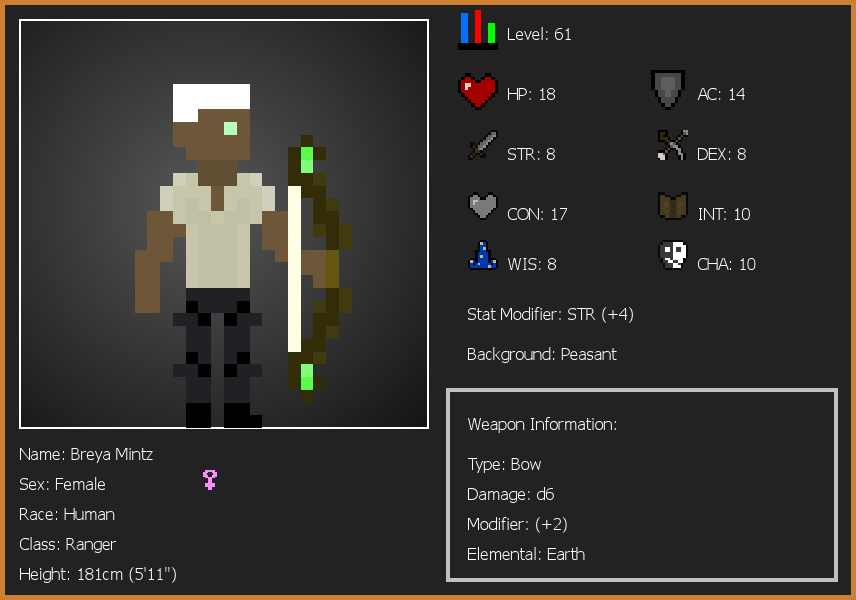 Level: 61
HP: 18
AC: 14
STR: 8
DEX: 8
CON: 17
INT: 10
WIS: 8
CHA: 10
Stat Modifier: STR (+4)
Background: Peasant
Weapon Information:
Type: Bow
Damage: d6
Modifier: (+2)
Elemental: Earth
Name: Breya Mintz
Sex: Female
Race: Human
Class: Ranger
Height: 181cm (5'11")